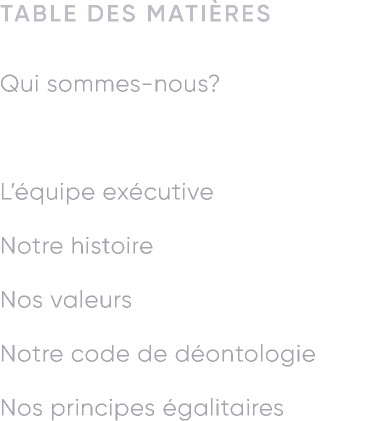 TABLE DES MATIÈRES
Qui sommes-nous?
L’équipe exécutive
Notre histoire
Nos valeurs
Notre code de déontologie
Nos principes égalitaires